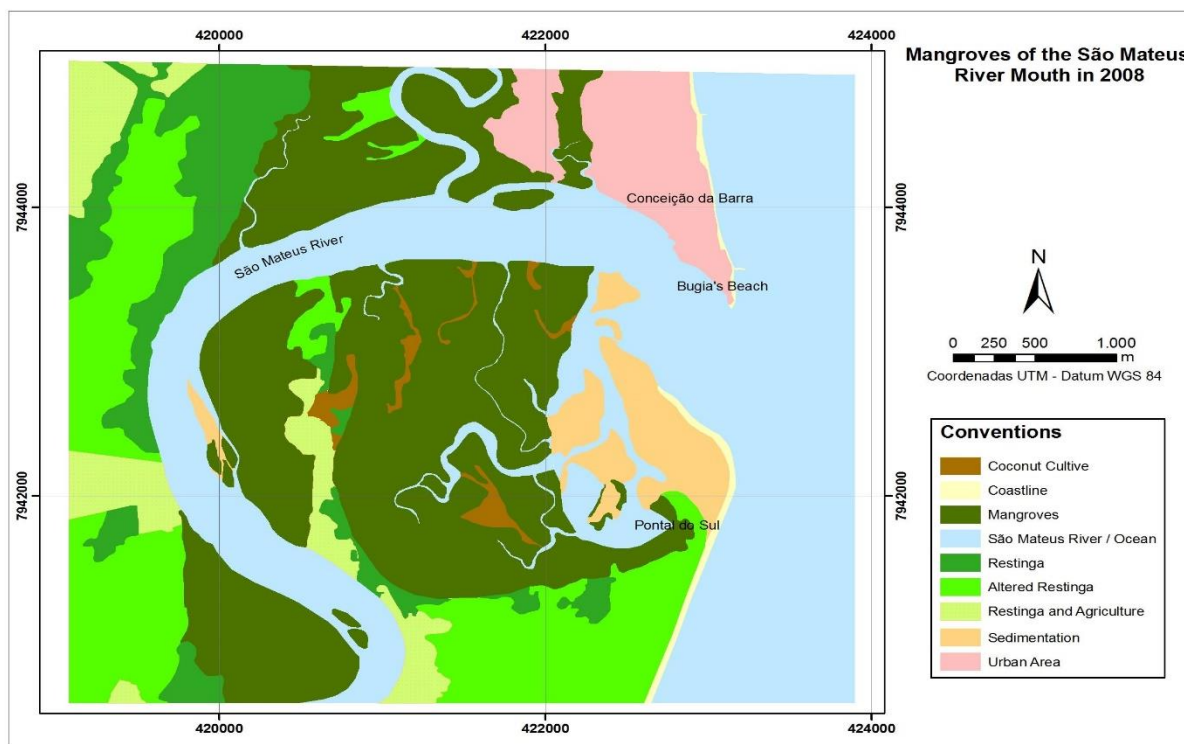 Mangroves of the São Mateus
River Mouth in 2008
420000
422000
424000
7944000
7944000
Conceição da Barra
São Mateus River
Bugia's Beach
N
0 250 500 1.000
m
Coordenadas UTM - Datum WGS 84
Conventions
Coconut Cultive
Coastline
Mangroves
São Mateus River / Ocean
Restinga
Altered Restinga
Restinga and Agriculture
Sedimentation
Urban Area
7942000
7942000
Pontal do Sul
420000
422000
424000